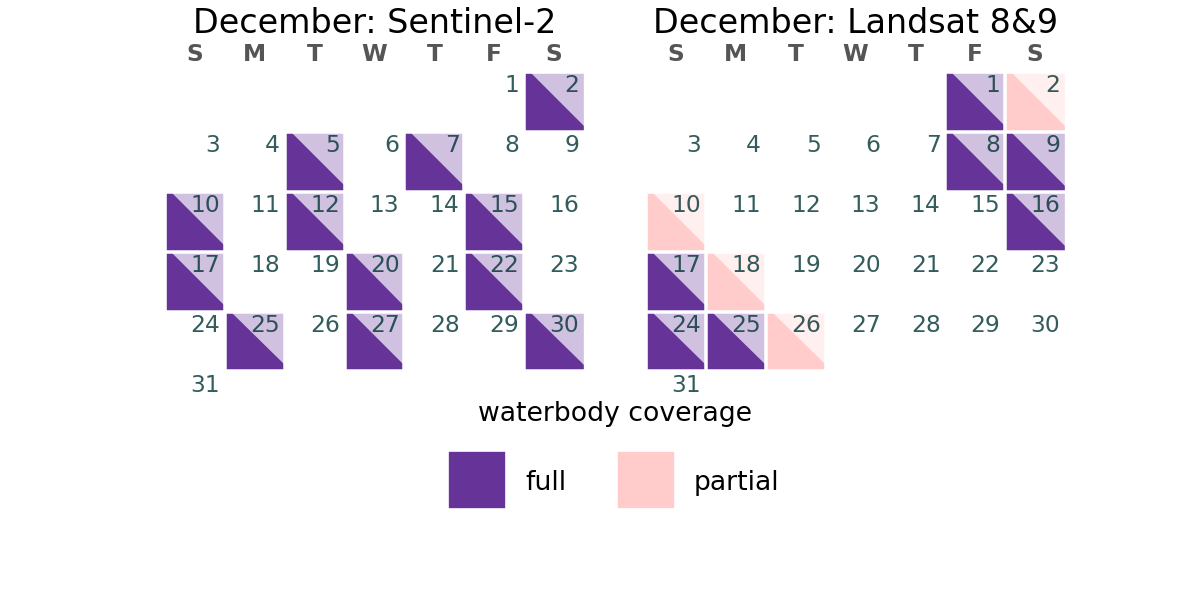 December: Sentinel-2
S M T W T F S
1 2
3 4 5 6 7 8 9
10 11 12 13 14 15 16
17 18 19 20 21 22 23
24 25 26 27 28 29 30
31
December: Landsat 8&9
S M T W T F S
1 2
3 4 5 6 7 8 9
10 11 12 13 14 15 16
17 18 19 20 21 22 23
24 25 26 27 28 29 30
31
waterbody coverage
full partial